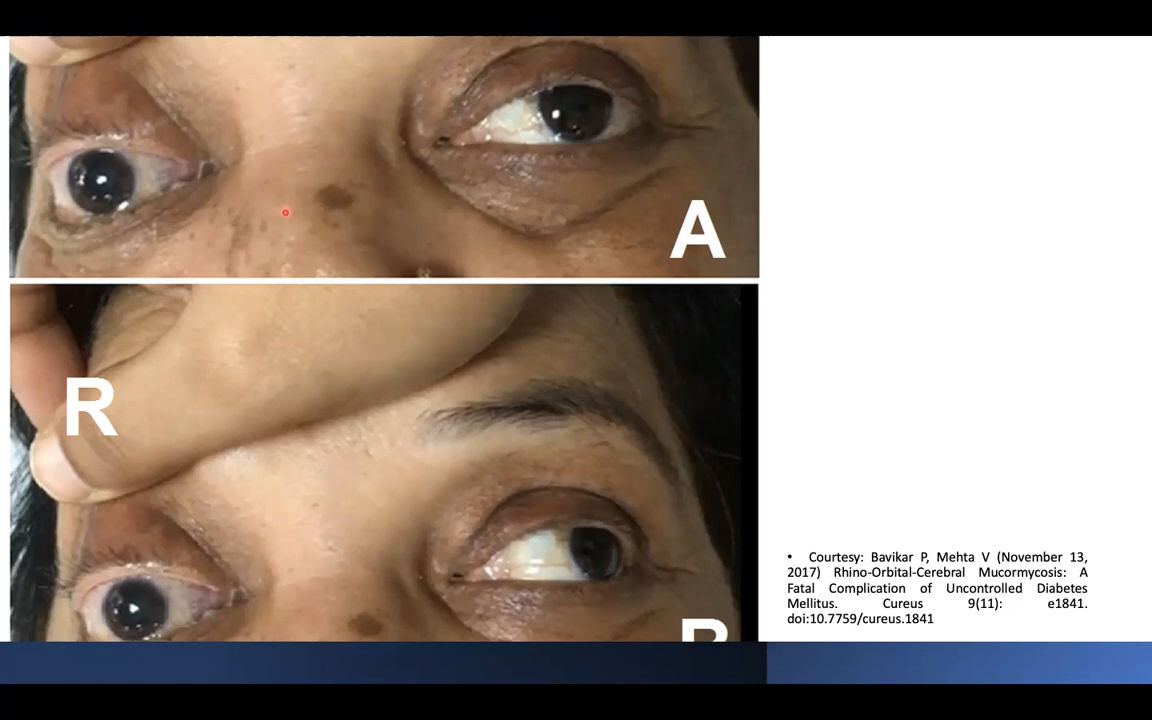 A
R
B
• Courtesy: Bavikar P, Mehta V (November 13,
2017) Rhino-Orbital-Cerebral Mucormycosis: A
Fatal Complication of Uncontrolled Diabetes
Mellitus. Cureus 9(11): e1841.
doi:10.7759/cureus.1841